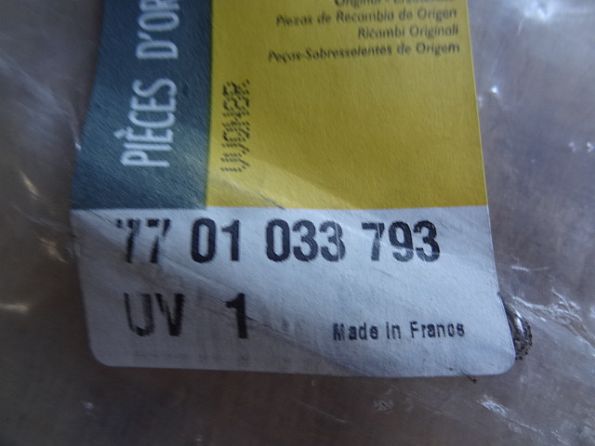 Piezas de Recambio de Origen
Ricambi Originali
Peças-Sobresselentes de Origem
PIÈCES D'OR
77 01 033 793
UV 1
Made in France